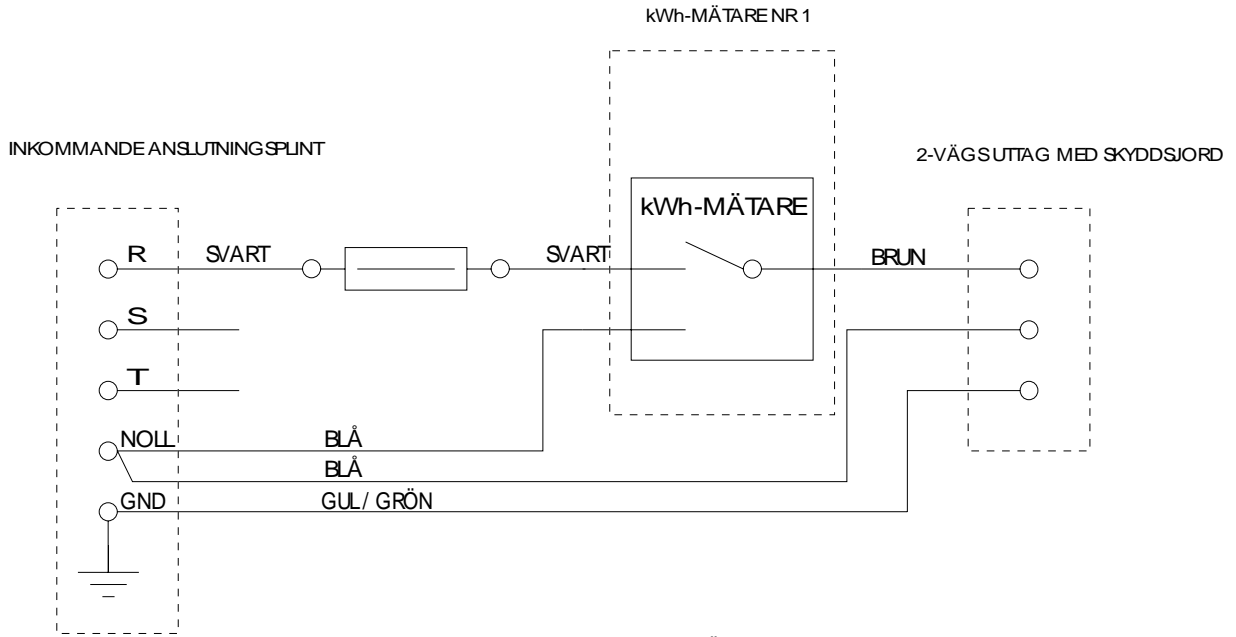 kWh-MÄTARE NR 1
INKOMMANDE ANSLUTNINGSPLINT
2-VÄGSUTTAG MED SKYDDSJORD
kWh-MÄTARE
R
SVART
SVART
BRUN
S
T
NOLL
BLÅ
BLÅ
GND
GUL/ GRÖN